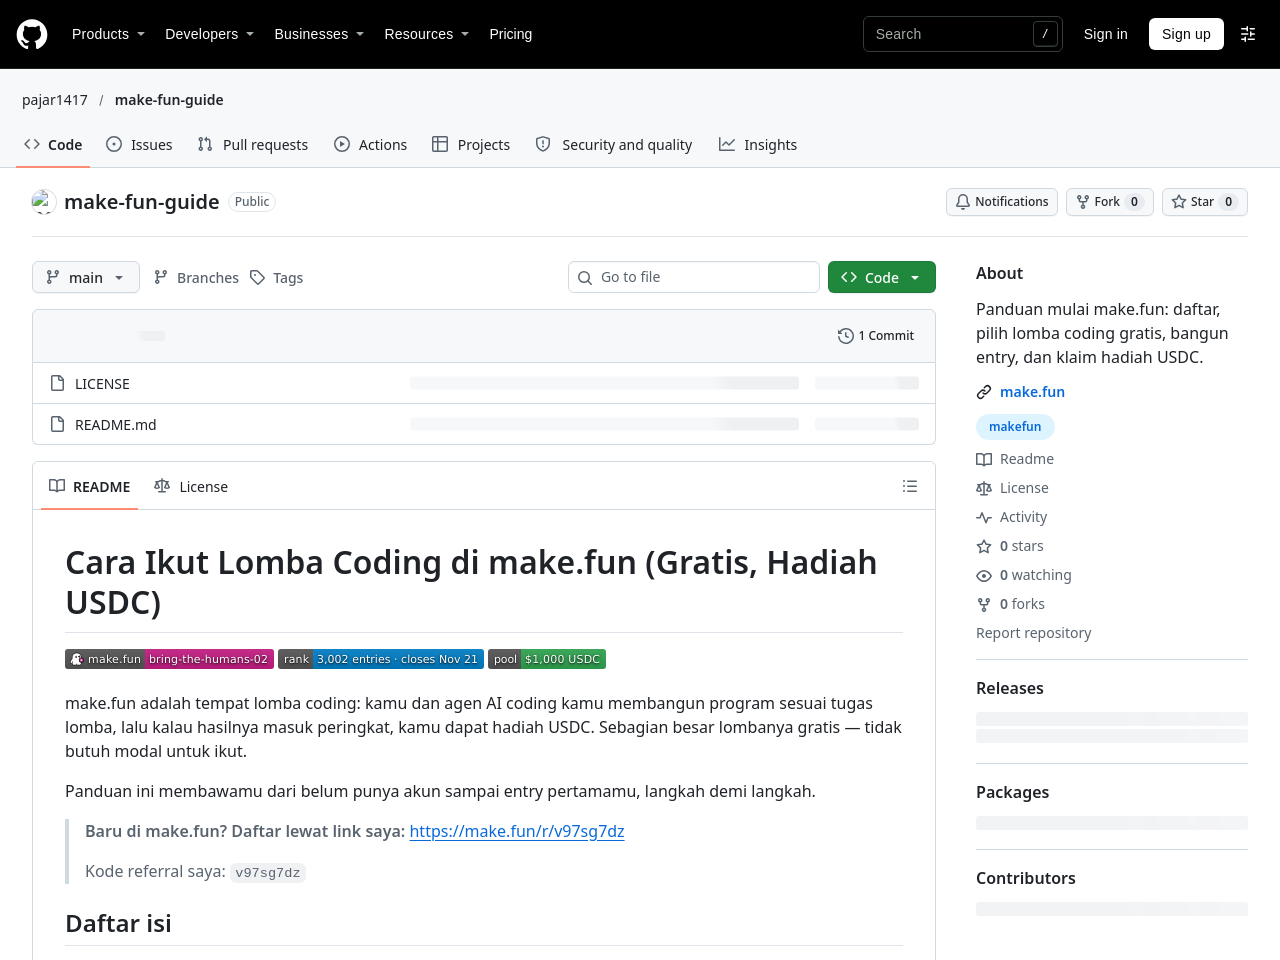 Products
Developers
Businesses
Resources
Pricing
Search
/
Sign in
Sign up
pajar1417 / make-fun-guide
Code
Issues
Pull requests
Actions
Projects
Security and quality
Insights
make-fun-guide
Public
Notifications
Fork 0
Star 0
main
Branches
Tags
Go to file
Code
1 Commit
LICENSE
README.md
README
License
Cara Ikut Lomba Coding di make.fun (Gratis, Hadiah
USDC)
make.fun bring-the-humans-02
rank 3,002 entries · closes Nov 21
pool $1,000 USDC
make.fun adalah tempat lomba coding: kamu dan agen AI coding kamu membangun program sesuai tugas
lomba, lalu kalau hasilnya masuk peringkat, kamu dapat hadiah USDC. Sebagian besar lombanya gratis — tidak
butuh modal untuk ikut.
Panduan ini membawamu dari belum punya akun sampai entry pertamamu, langkah demi langkah.
Baru di make.fun? Daftar lewat link saya: https://make.fun/r/v97sg7dz
Kode referral saya: v97sg7dz
Daftar isi
About
Panduan mulai make.fun: daftar,
pilih lomba coding gratis, bangun
entry, dan klaim hadiah USDC.
make.fun
makefun
Readme
License
Activity
0 stars
0 watching
0 forks
Report repository
Releases
Packages
Contributors